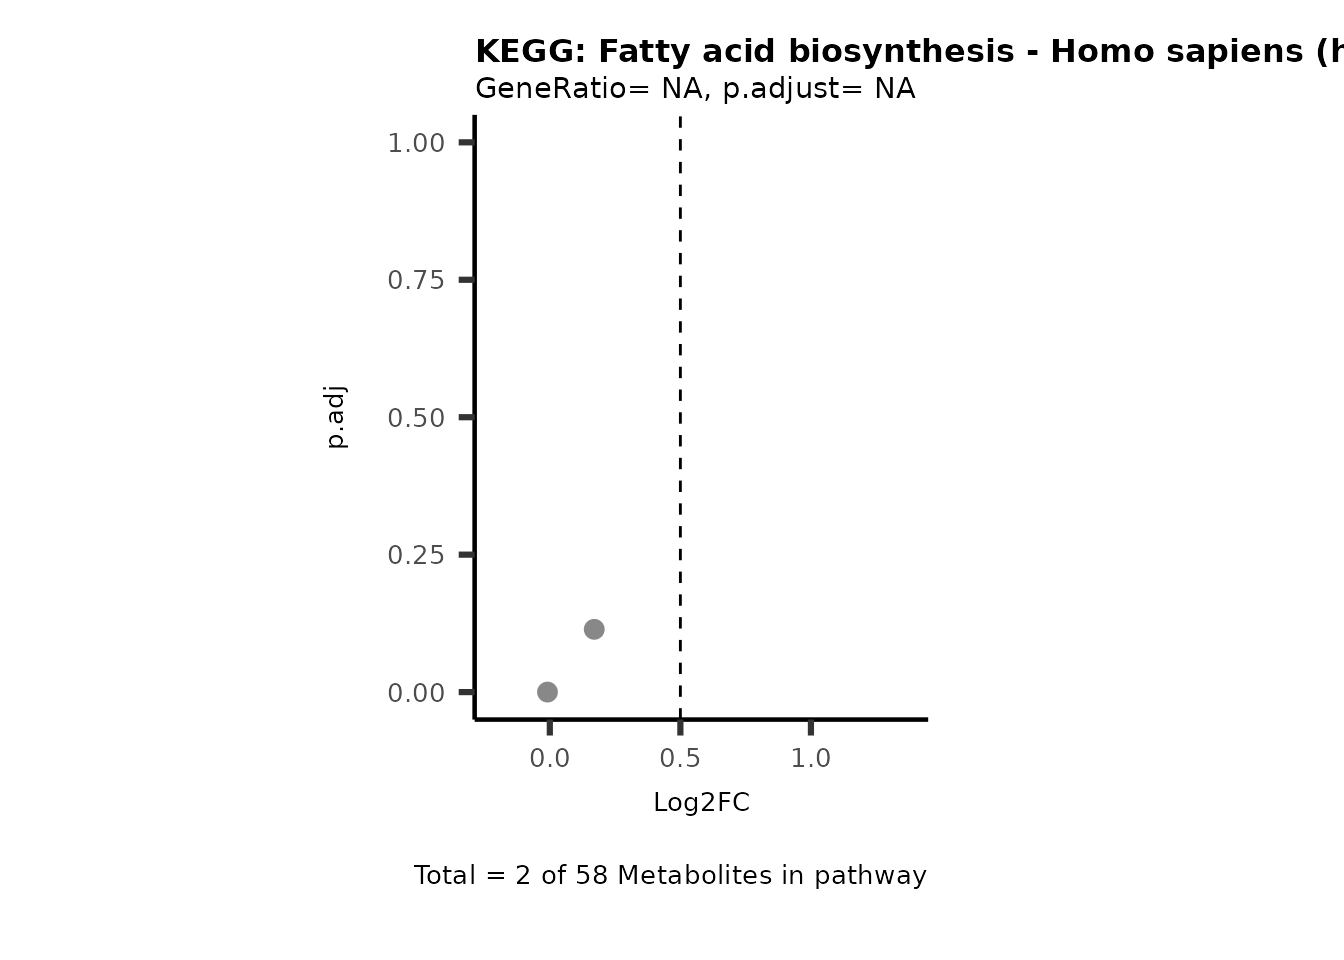 KEGG: Fatty acid biosynthesis - Homo sapiens (h
GeneRatio= NA, p.adjust= NA
1.00
0.75
0.50
0.25
0.00
p.adj
0.0 0.5 1.0
Log2FC
Total = 2 of 58 Metabolites in pathway